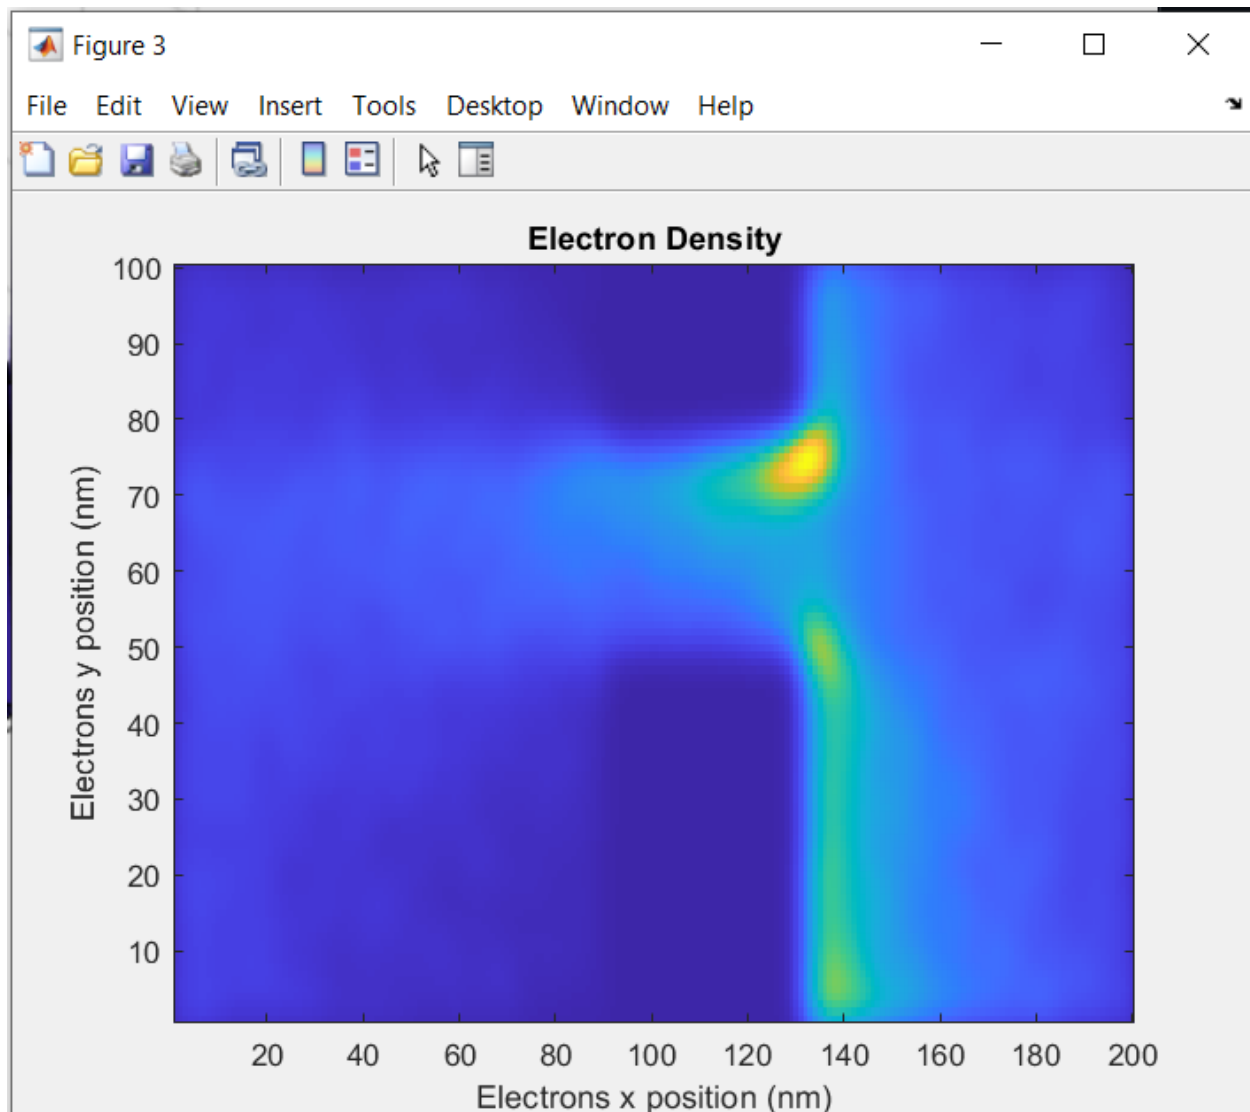 Figure 3
File Edit View Insert Tools Desktop Window Help
Electron Density
100
90
80
70
60
50
40
30
20
10
Electrons y position (nm)
20 40 60 80 100 120 140 160 180 200
Electrons x position (nm)